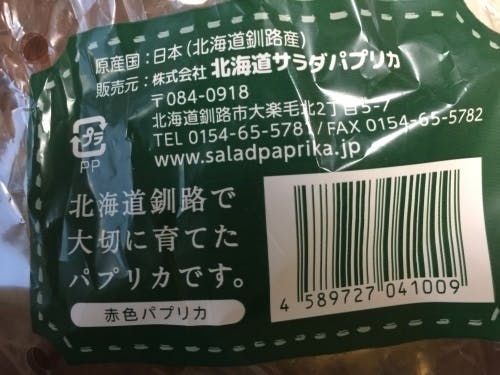 原産国：日本（北海道釧路産）
販売元：株式会社 北海道サラダパプリカ
〒084-0918
北海道釧路市大楽毛北2丁目5-7
TEL 0154-65-5781/FAX 0154-65-5782
www.saladpaprika.jp
プラ
PP
北海道釧路で
大切に育てた
パプリカです。
赤色パプリカ
4 589727 041009